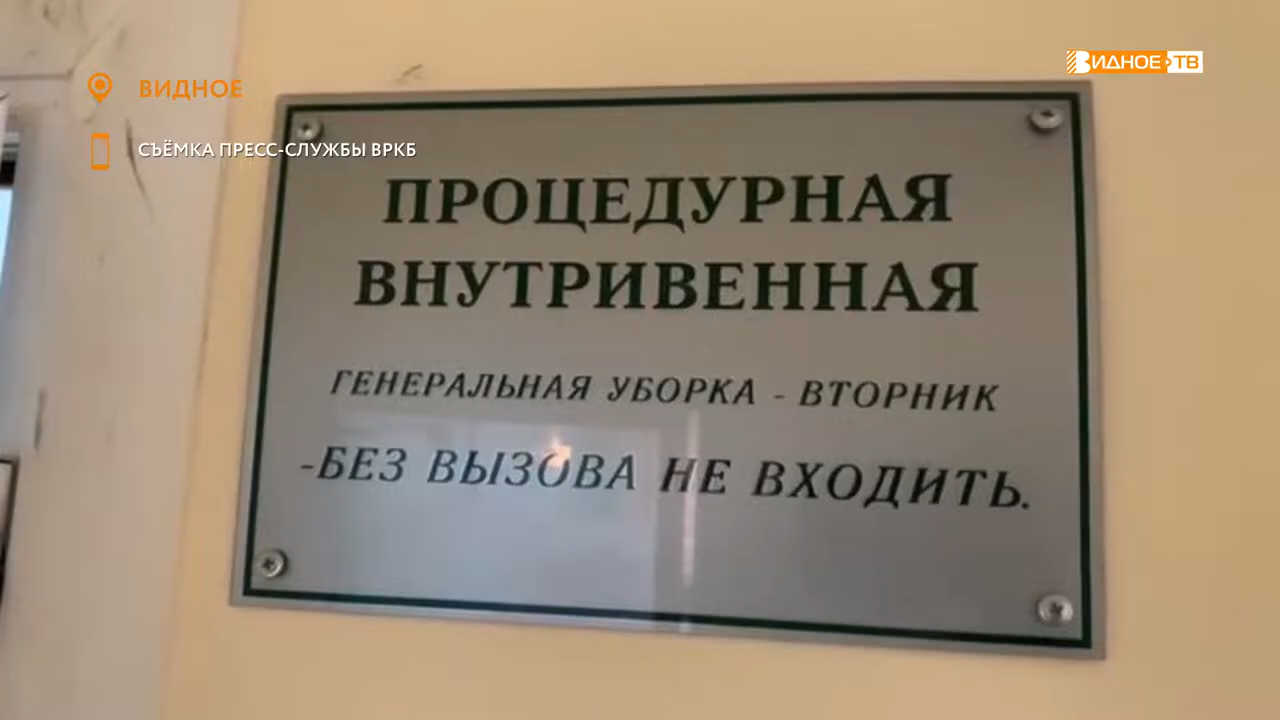 ВИДНОЕ ТВ
ВИДНОЕ
СЪЁМКА ПРЕСС-СЛУЖБЫ ВРКБ
ПРОЦЕДУРНАЯ
ВНУТРИВЕННАЯ
ГЕНЕРАЛЬНАЯ УБОРКА - ВТОРНИК
-БЕЗ ВЫЗОВА НЕ ВХОДИТЬ.